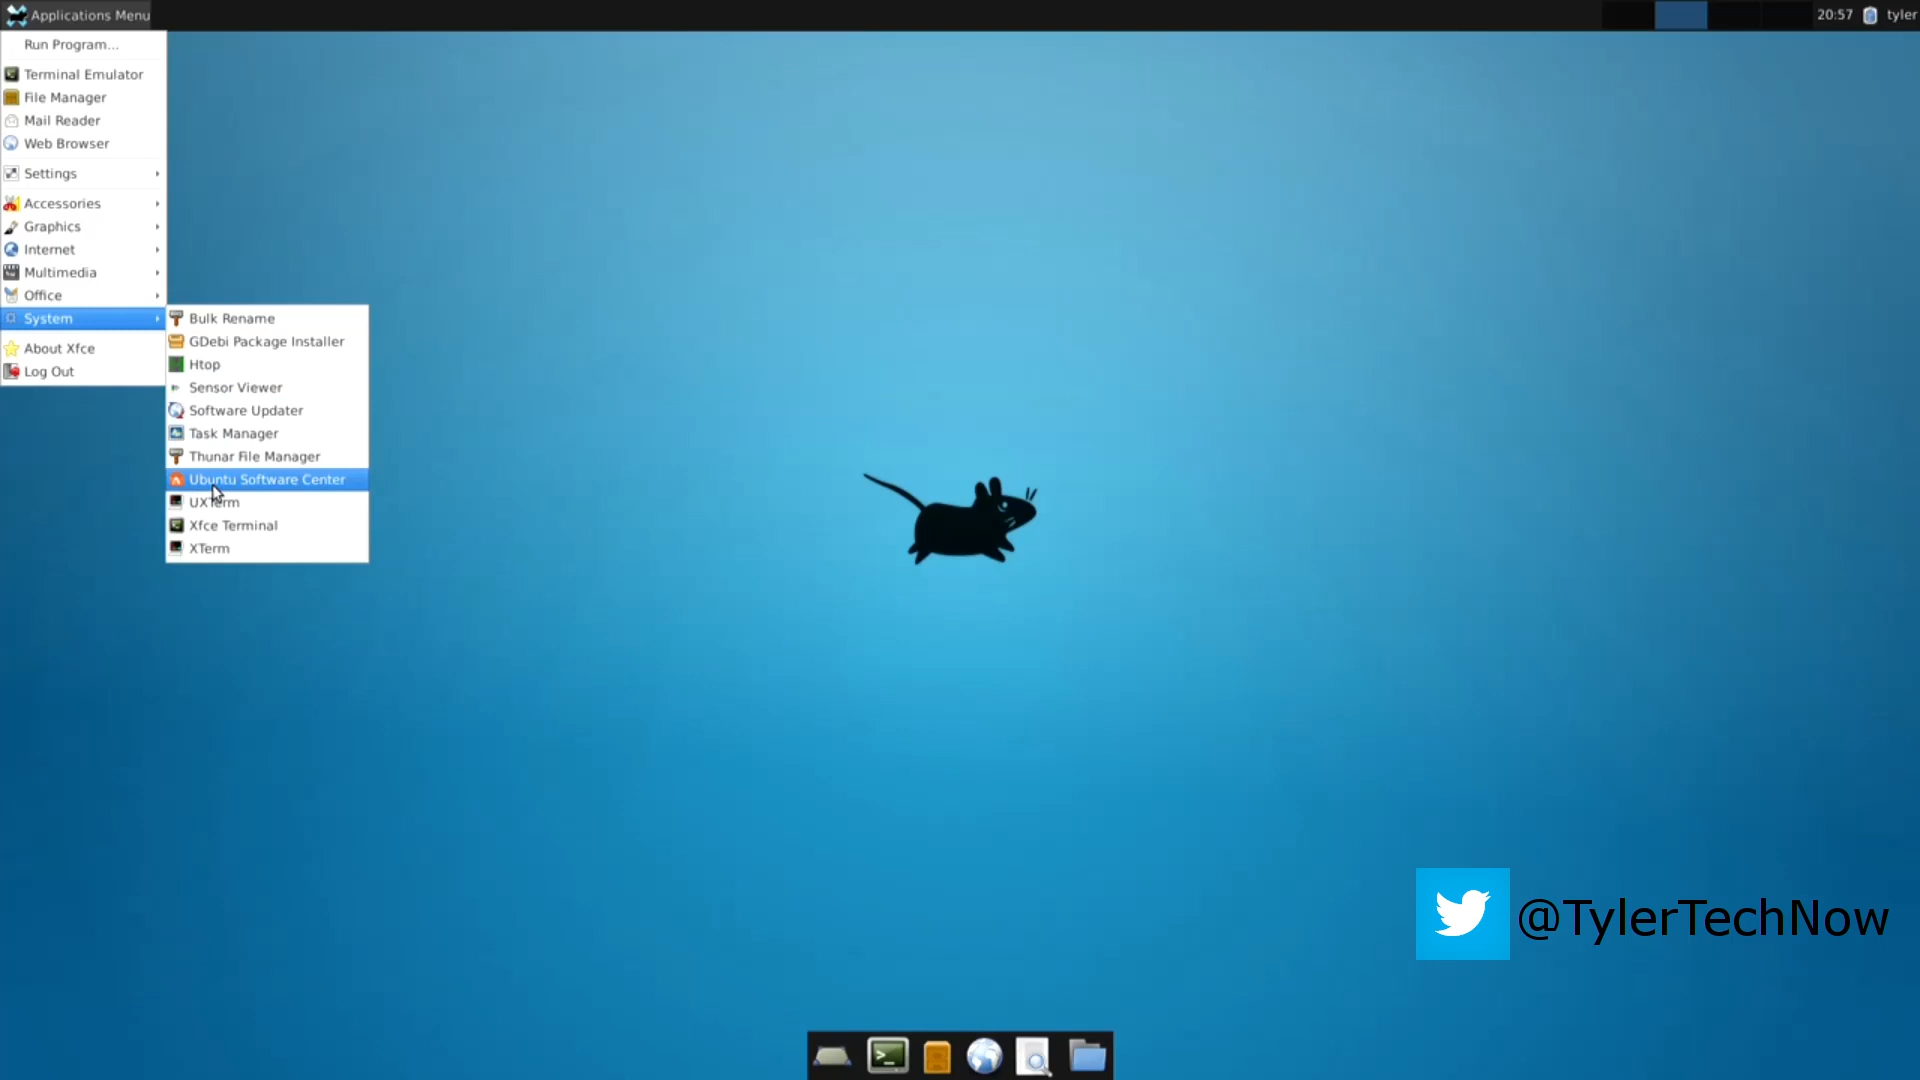 Applications Menu
20:57
tyler
Run Program...
Terminal Emulator
File Manager
Mail Reader
Web Browser
Settings
Accessories
Graphics
Internet
Multimedia
Office
System
About Xfce
Log Out
Bulk Rename
GDebi Package Installer
Htop
Sensor Viewer
Software Updater
Task Manager
Thunar File Manager
Ubuntu Software Center
UXTerm
Xfce Terminal
XTerm
@TylerTechNow